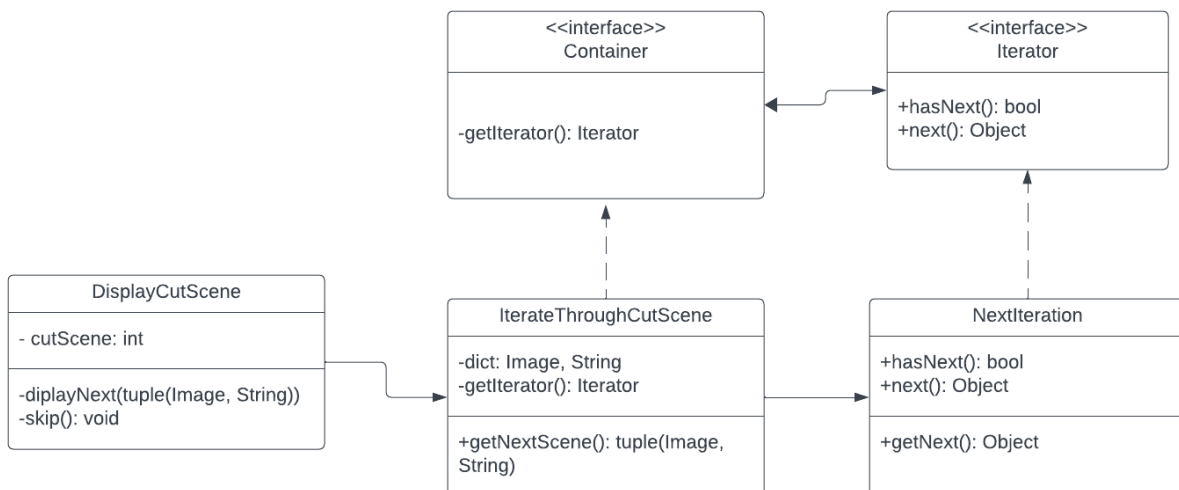 <<interface>>
Container
-getIterator(): Iterator
<<interface>>
Iterator
+hasNext(): bool
+next(): Object
DisplayCutScene
- cutScene: int
-diplayNext(tuple(Image, String))
-skip(): void
IterateThroughCutScene
-dict: Image, String
-getIterator(): Iterator
+getNextScene(): tuple(Image,
String)
NextIteration
+hasNext(): bool
+next(): Object
+getNext(): Object